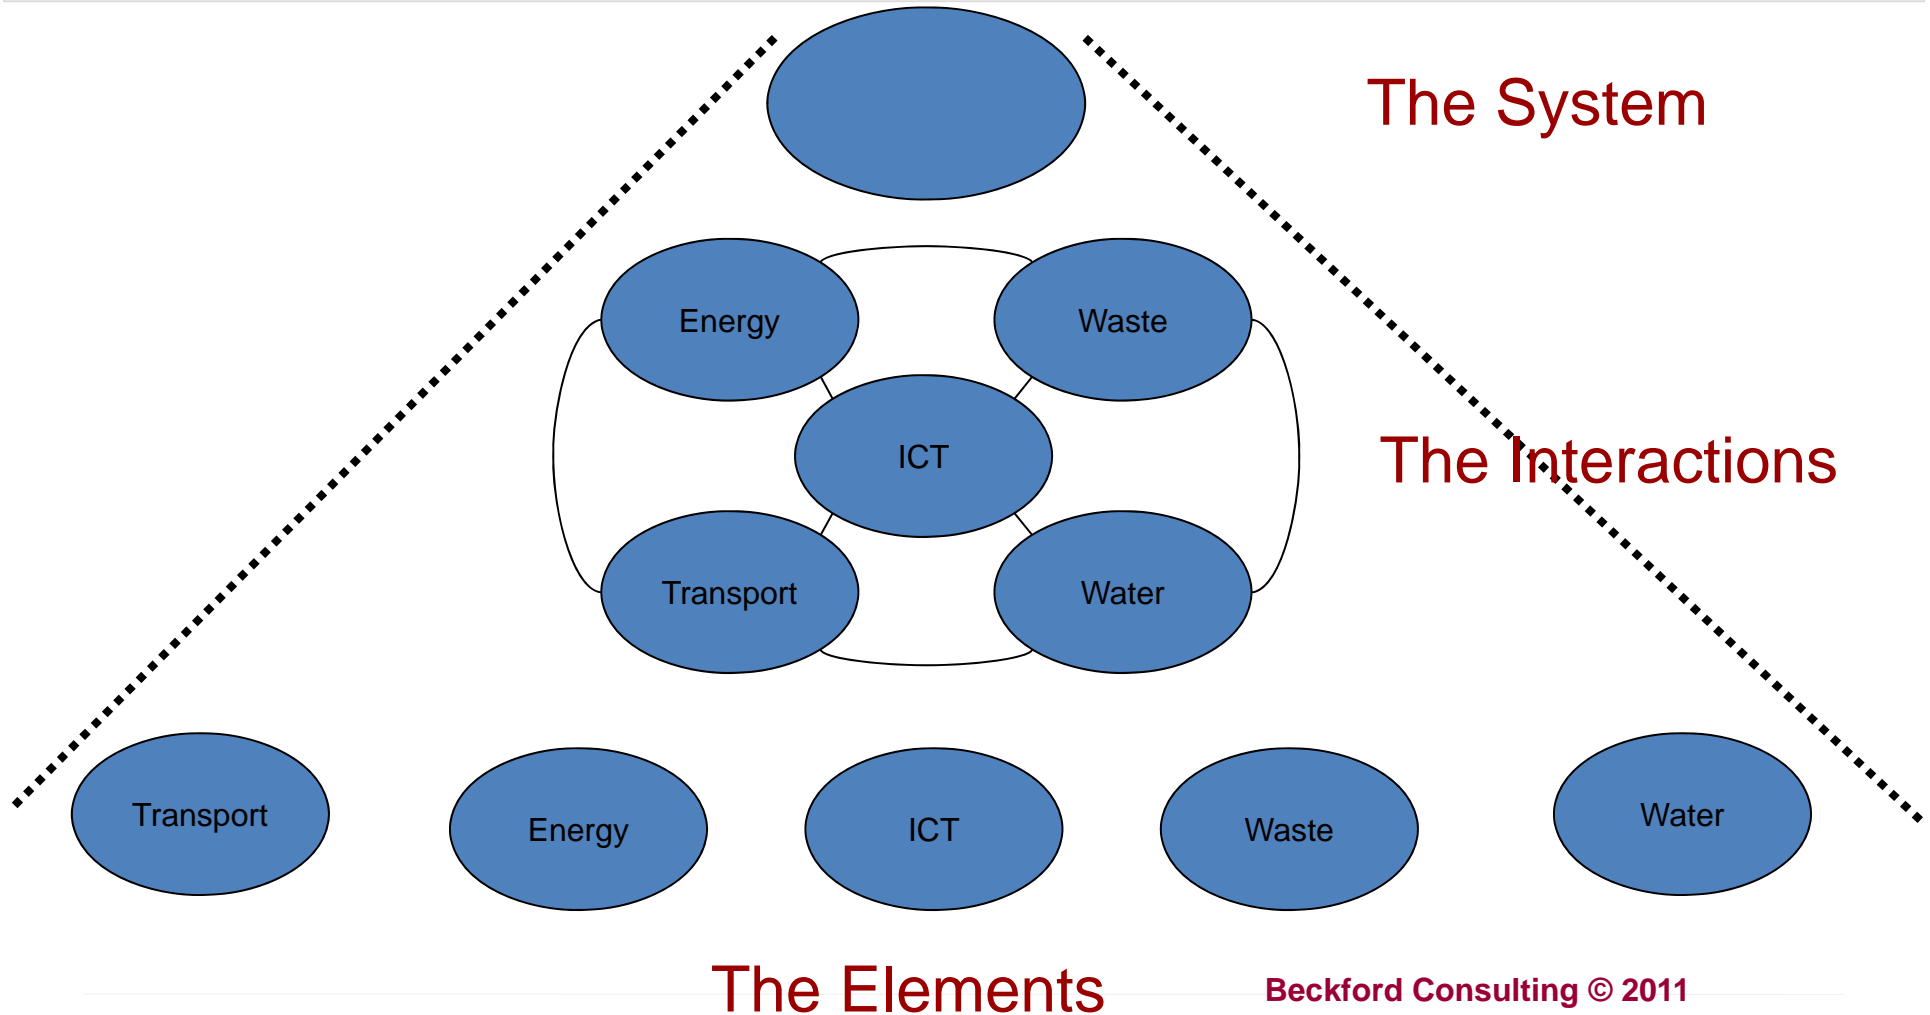 The System
Energy
Waste
ICT
The Interactions
Transport
Water
Transport
Energy
ICT
Waste
Water
The Elements
Beckford Consulting © 2011